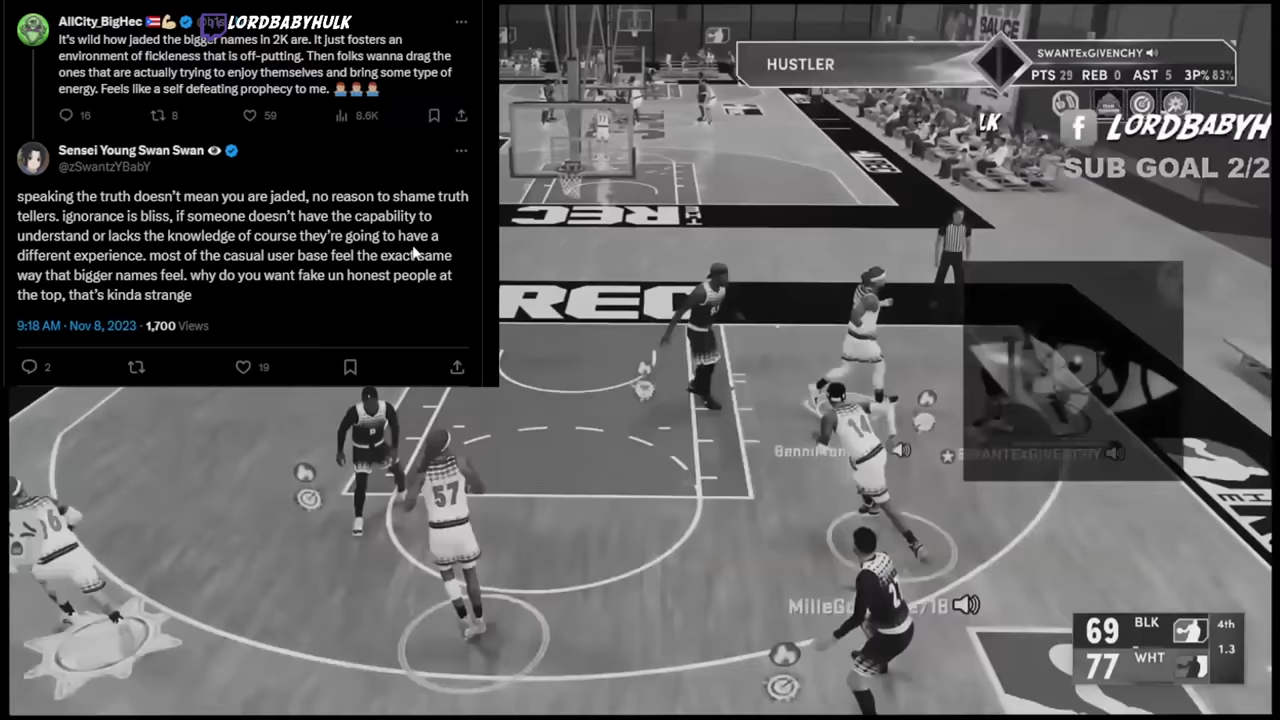 AllCity_BigHec
LORDBABYHULK
It's wild how jaded the bigger names in 2K are. It just fosters an
environment of fickleness that is off-putting. Then folks wanna drag the
ones that are actually trying to enjoy themselves and bring some type of
energy. Feels like a self defeating prophecy to me. 🤦🏽‍♂️🤦🏽‍♂️🤦🏽‍♂️
16 8 59 8.6K
Sensei Young Swan Swan
@zSwantzYBabY
speaking the truth doesn't mean you are jaded, no reason to shame truth
tellers. ignorance is bliss, if someone doesn't have the capability to
understand or lacks the knowledge of course they're going to have a
different experience. most of the casual user base feel the exact same
way that bigger names feel. why do you want fake un honest people at
the top, that's kinda strange
9:18 AM · Nov 8, 2023 · 1,700 Views
2 19
SAUCE
HUSTLER
SWANTEXGIVENCHY
PTS 29 REB 0 AST 5 3P% 83%
LK
LORDBABYH
SUB GOAL 2/2
REC
REC
SWANTEXGIVENCHY
57
14
6
69 BLK 4th
77 WHT 1.3